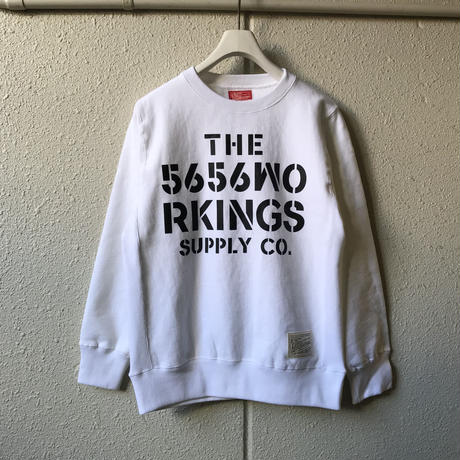 THE
5656WO
RKINGS
SUPPLY CO.